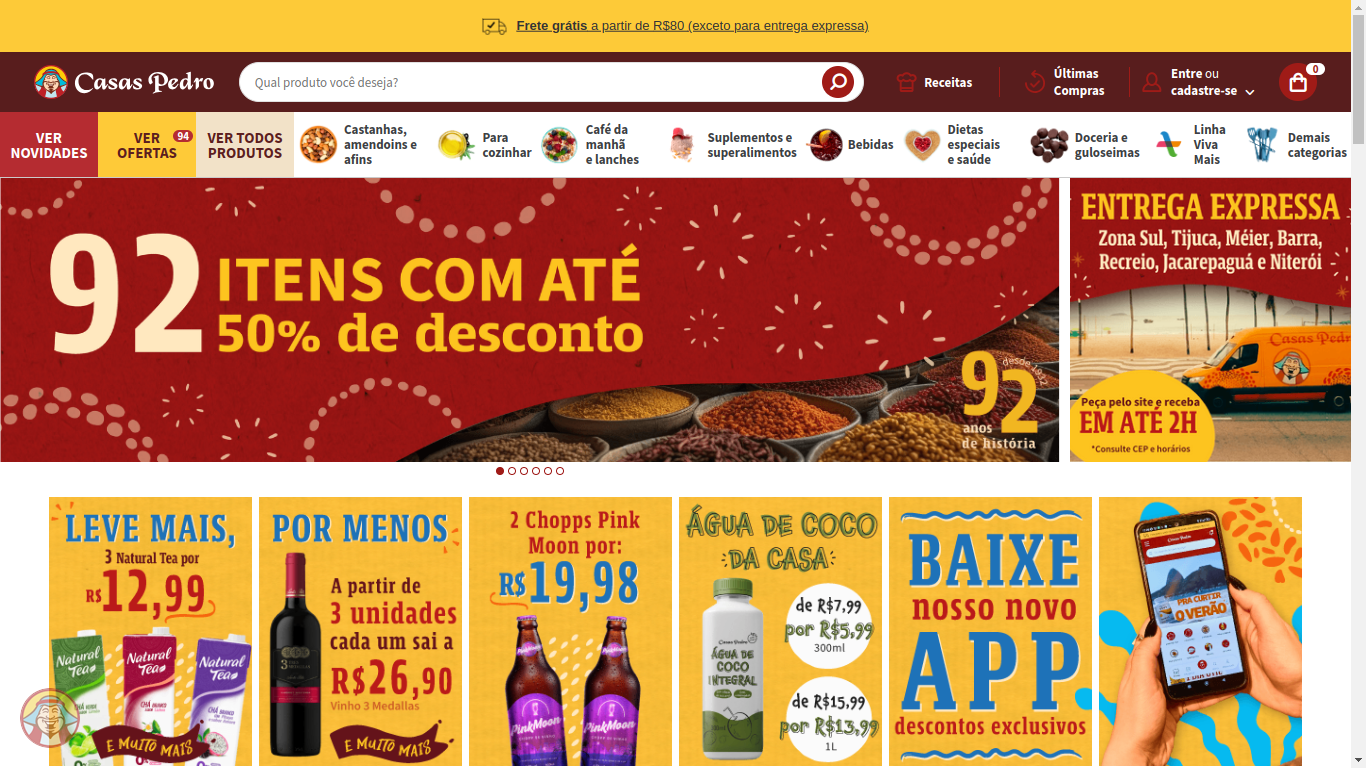 Frete grátis a partir de R$80 (exceto para entrega expressa)
Casas Pedro
Qual produto você deseja?
Receitas
Últimas
Compras
Entre ou
cadastre-se
0
VER
NOVIDADES
VER
OFERTAS
94
VER TODOS
PRODUTOS
Castanhas,
amendoins e
afins
Para
cozinhar
Café da
manhã
e lanches
Suplementos e
superalimentos
Bebidas
Dietas
especiais
e saúde
Doceria e
guloseimas
Linha
Viva
Mais
Demais
categorias
92 ITENS COM ATÉ
50% de desconto
desde 1932
92
anos
de história
ENTREGA EXPRESSA
Zona Sul, Tijuca, Méier, Barra,
Recreio, Jacarepaguá e Niterói
Casas Pedr
Peça pelo site e receba
EM ATÉ 2H
*Consulte CEP e horários
LEVE MAIS,
3 Natural Tea por
R$12,99
Natural
Tea
Natural
Tea
Natural
Tea
E MUITO MAIS
POR MENOS
A partir de
3 unidades
cada um sai a
R$26,90
Vinho 3 Medallas
E MUITO MAIS
2 Chopps Pink
Moon por:
R$19,98
PinkMoon
PinkMoon
ÁGUA DE COCO
DA CASA
Casas Pedro
ÁGUA DE
COCO
INTEGRAL
de R$7,99
por R$5,99
300ml
de R$15,99
por R$13,99
1L
BAIXE
nosso novo
APP
descontos exclusivos
Casas Pedro
PRA CURTIR
O VERÃO